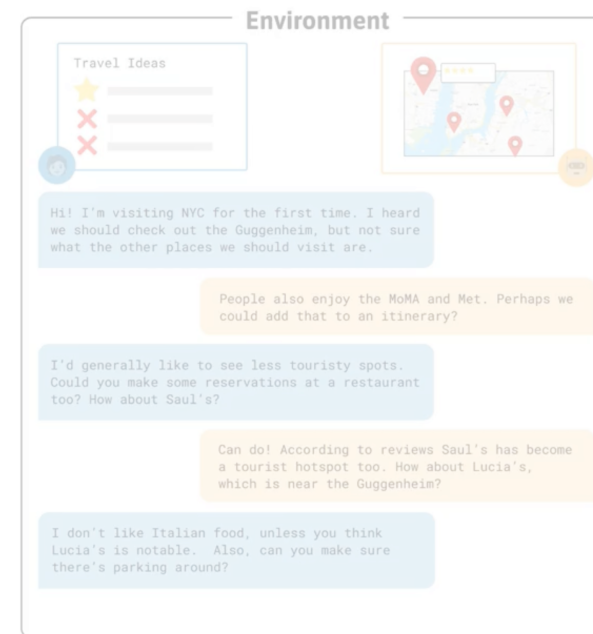 Environment
Travel Ideas
Hi! I'm visiting NYC for the first time. I heard
we should check out the Guggenheim, but not sure
what the other places we should visit are.
People also enjoy the MoMA and Met. Perhaps we
could add that to an itinerary?
I'd generally like to see less touristy spots.
Could you make some reservations at a restaurant
too? How about Saul's?
Can do! According to reviews Saul's has become
a tourist hotspot too. How about Lucia's,
which is near the Guggenheim?
I don't like Italian food, unless you think
Lucia's is notable.  Also, can you make sure
there's parking around?